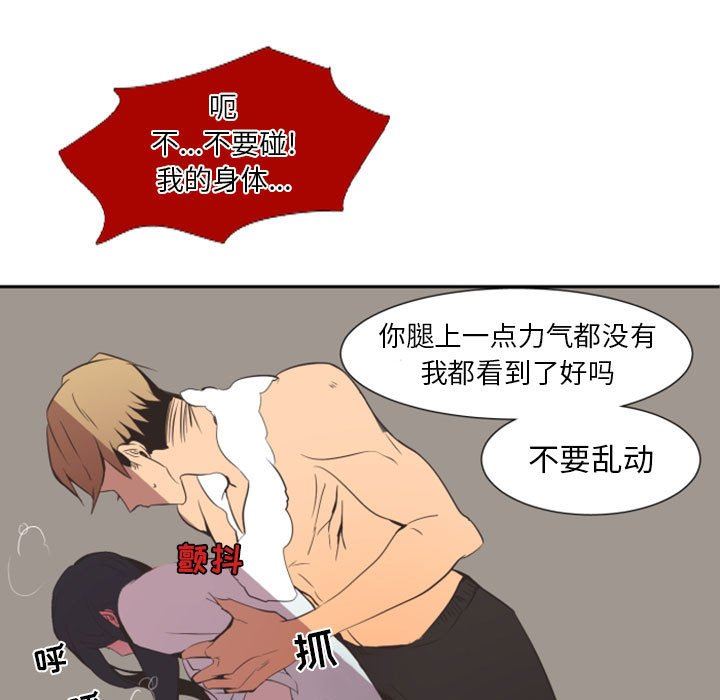 呃
不...不要碰!
我的身体...
你腿上一点力气都没有
我都看到了好吗
不要乱动
颤抖
抓
呼